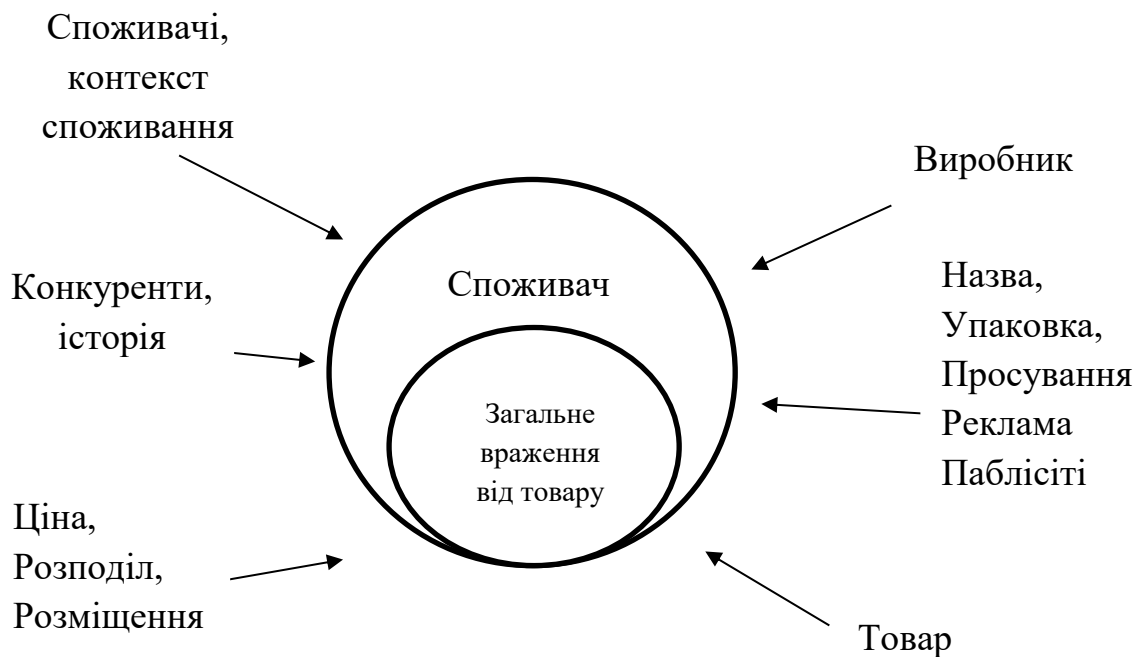 Споживачі,
контекст
споживання
Виробник
Конкуренти,
історія
Споживач
Назва,
Упаковка,
Просування
Реклама
Паблісіті
Загальне
враження
від товару
Ціна,
Розподіл,
Розміщення
Товар